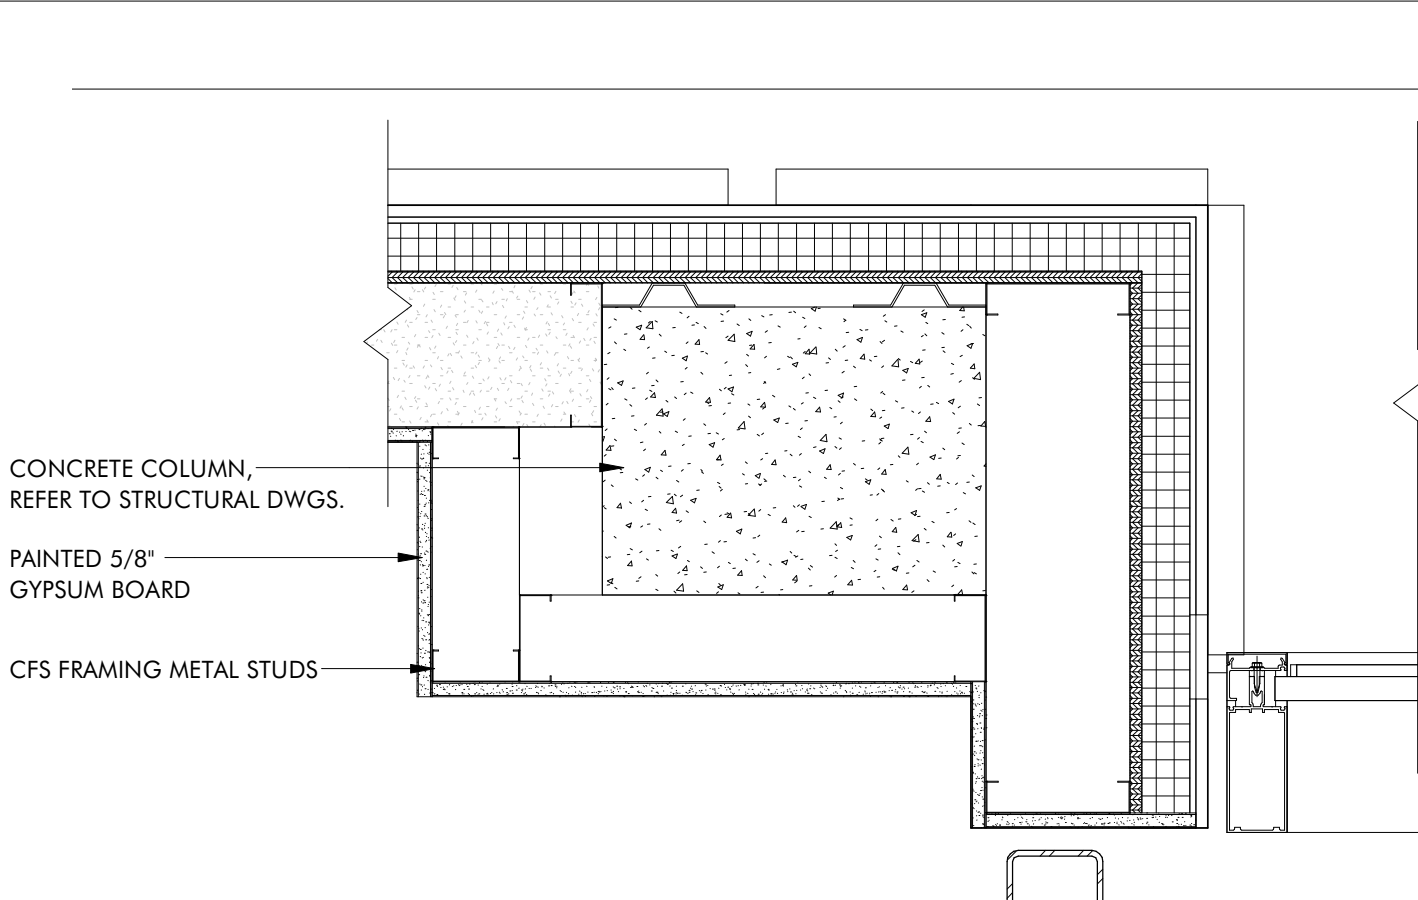 CONCRETE COLUMN,
REFER TO STRUCTURAL DWGS.
PAINTED 5/8"
GYPSUM BOARD
CFS FRAMING METAL STUDS